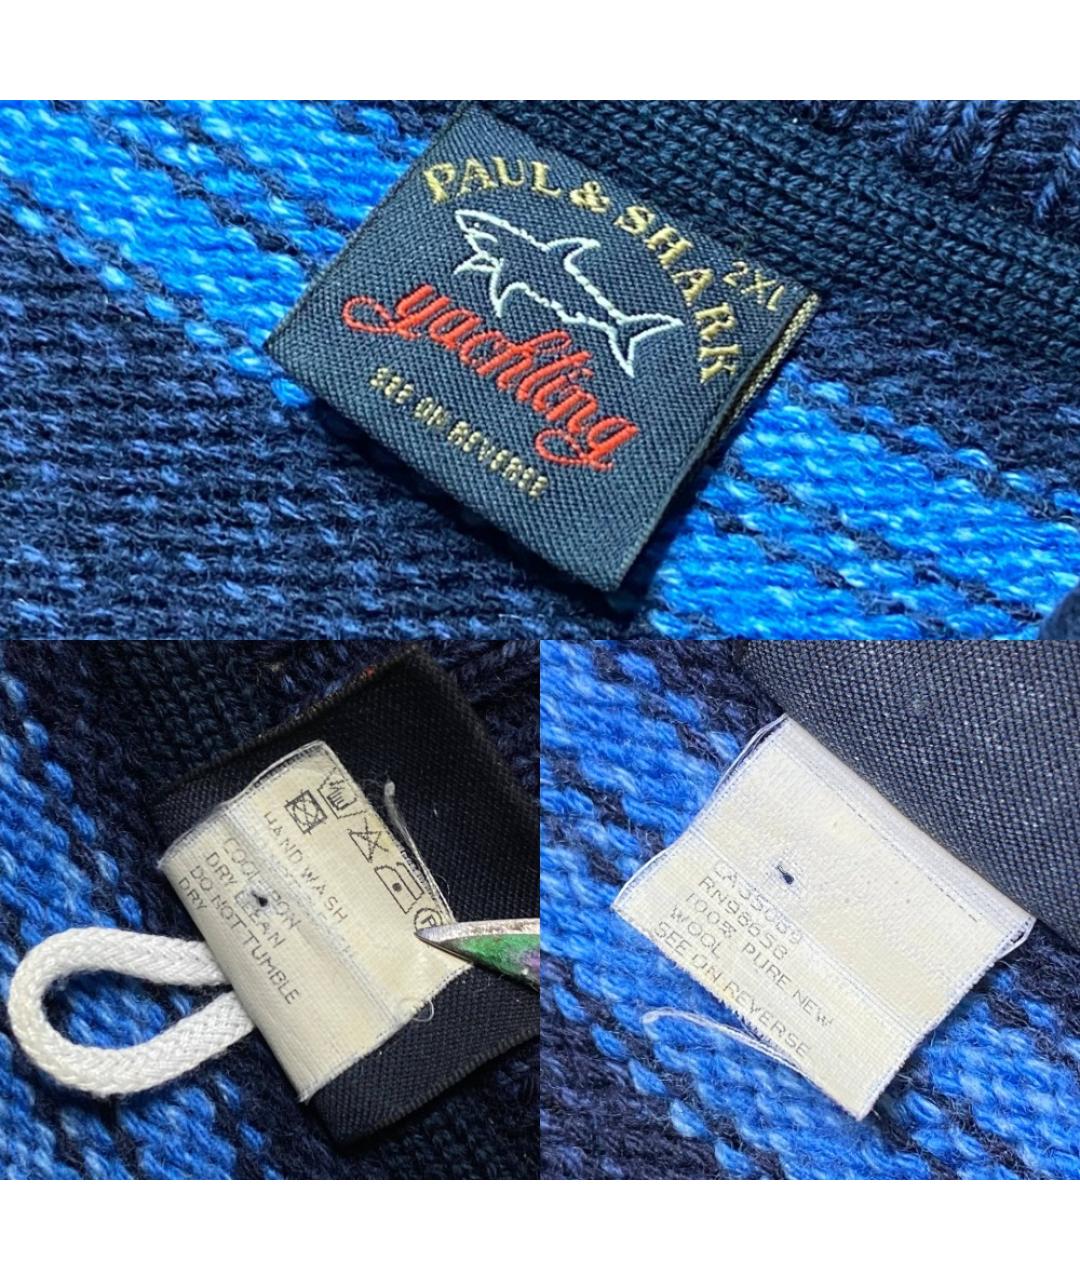 PAUL & SHARK
2XL
yachting
SEE ON REVERSE
HAND WASH
COOL IRON
DRY CLEAN
DO NOT TUMBLE
DRY
P
CA35089
RN98658
100% PURE NEW
WOOL
SEE ON REVERSE